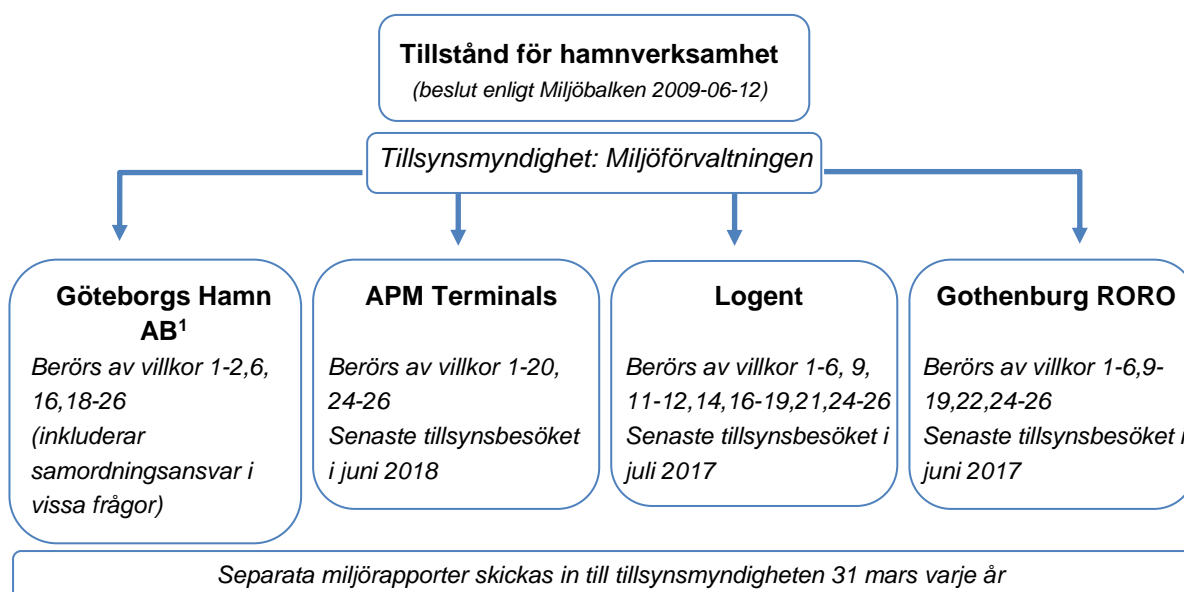 Tillstånd för hamnverksamhet
(beslut enligt Miljöbalken 2009-06-12)
Tillsynsmyndighet: Miljöförvaltningen
Göteborgs Hamn
AB1
Berörs av villkor 1-2,6,
16,18-26
(inkluderar
samordningsansvar i
vissa frågor)
APM Terminals
Berörs av villkor 1-20,
24-26
Senaste tillsynsbesöket
i juni 2018
Logent
Berörs av villkor 1-6, 9,
11-12,14,16-19,21,24-26
Senaste tillsynsbesöket i
juli 2017
Gothenburg RORO
Berörs av villkor 1-6,9-
19,22,24-26
Senaste tillsynsbesöket i
juni 2017
Separata miljörapporter skickas in till tillsynsmyndigheten 31 mars varje år